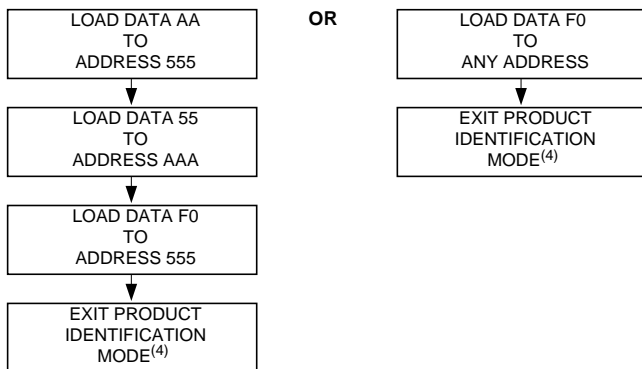 LOAD DATA AA
TO
ADDRESS 555
LOAD DATA 55
TO
ADDRESS AAA
LOAD DATA F0
TO
ADDRESS 555
EXIT PRODUCT
IDENTIFICATION
MODE(4)
OR
LOAD DATA F0
TO
ANY ADDRESS
EXIT PRODUCT
IDENTIFICATION
MODE(4)